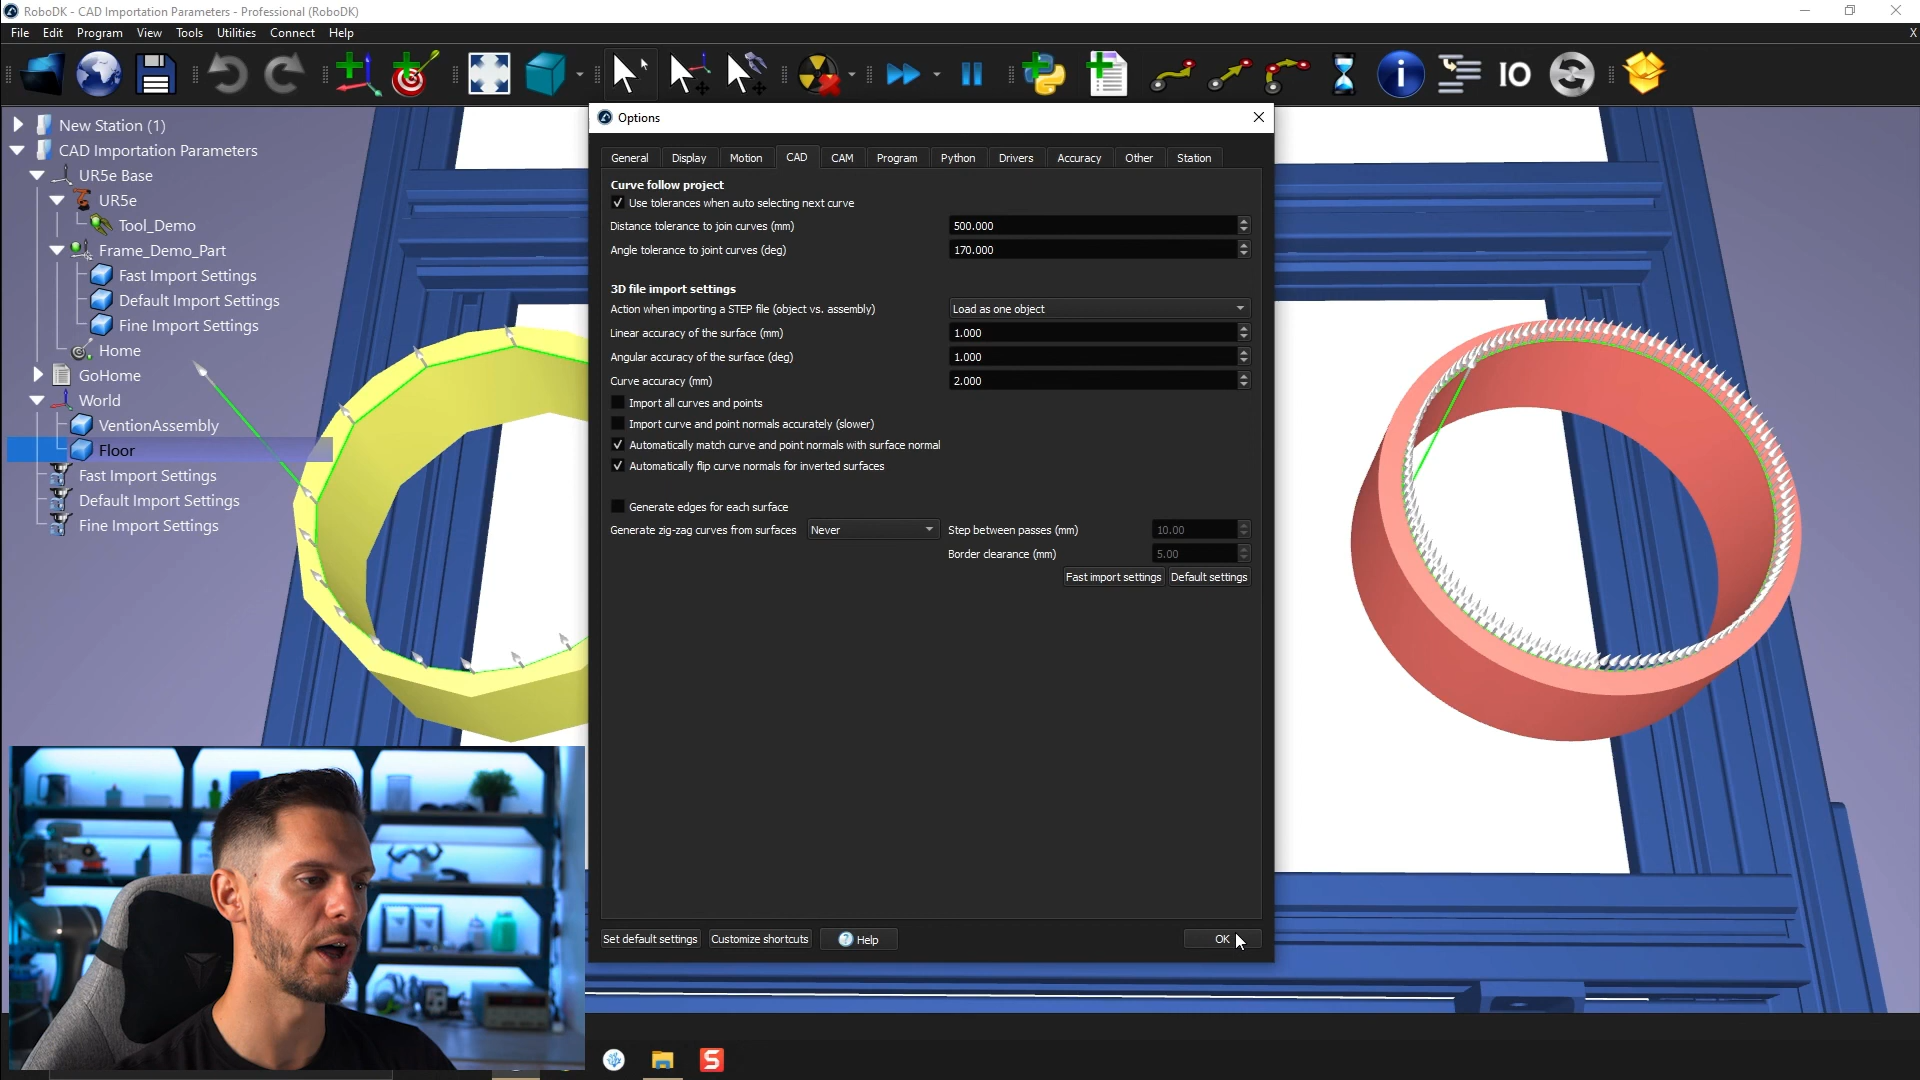 RoboDK - CAD Importation Parameters - Professional (RoboDK)
File Edit Program View Tools Utilities Connect Help
X
IO
New Station (1)
CAD Importation Parameters
UR5e Base
UR5e
Tool_Demo
Frame_Demo_Part
Fast Import Settings
Default Import Settings
Fine Import Settings
Home
GoHome
World
VentionAssembly
Floor
Fast Import Settings
Default Import Settings
Fine Import Settings
Options
General Display Motion CAD CAM Program Python Drivers Accuracy Other Station
Curve follow project
Use tolerances when auto selecting next curve
Distance tolerance to join curves (mm) 500.000
Angle tolerance to joint curves (deg) 170.000
3D file import settings
Action when importing a STEP file (object vs. assembly) Load as one object
Linear accuracy of the surface (mm) 1.000
Angular accuracy of the surface (deg) 1.000
Curve accuracy (mm) 2.000
Import all curves and points
Import curve and point normals accurately (slower)
Automatically match curve and point normals with surface normal
Automatically flip curve normals for inverted surfaces
Generate edges for each surface
Generate zig-zag curves from surfaces Never Step between passes (mm) 10.00
Border clearance (mm) 5.00
Fast import settings Default settings
Set default settings Customize shortcuts ? Help OK
S